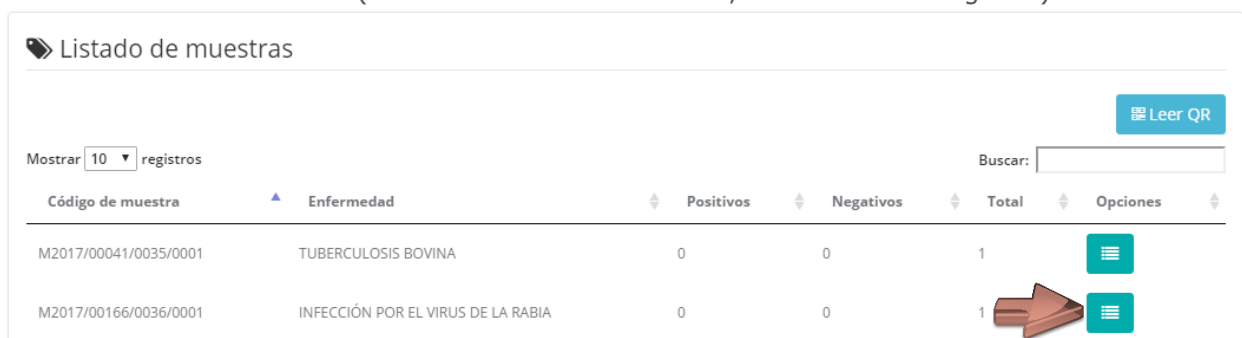 Listado de muestras
Leer QR
Mostrar 10 registros
Buscar:
Código de muestra Enfermedad Positivos Negativos Total Opciones
M2017/00041/0035/0001 TUBERCULOSIS BOVINA 0 0 1
M2017/00166/0036/0001 INFECCIÓN POR EL VIRUS DE LA RABIA 0 0 1